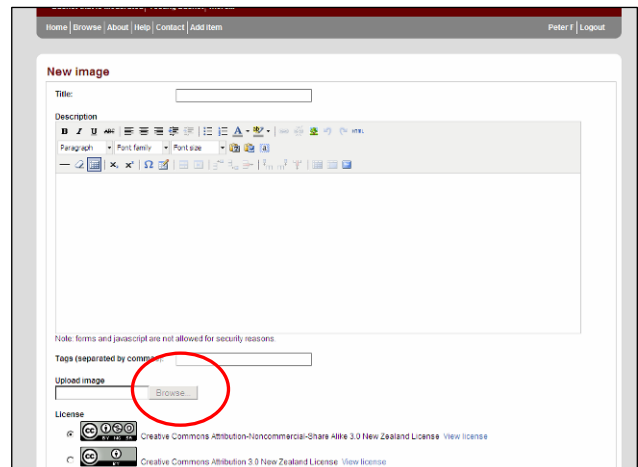 Home | Browse | About | Help | Contact | Add item Peter F | Logout
New image
Title:
Description
B I U ABC
Paragraph Font family Font size
HTML
Note: forms and javascript are not allowed for security reasons
Tags (separated by commas):
Upload image
Browse...
License
Creative Commons Attribution-Noncommercial-Share Alike 3.0 New Zealand License View license
Creative Commons Attribution 3.0 New Zealand License View license